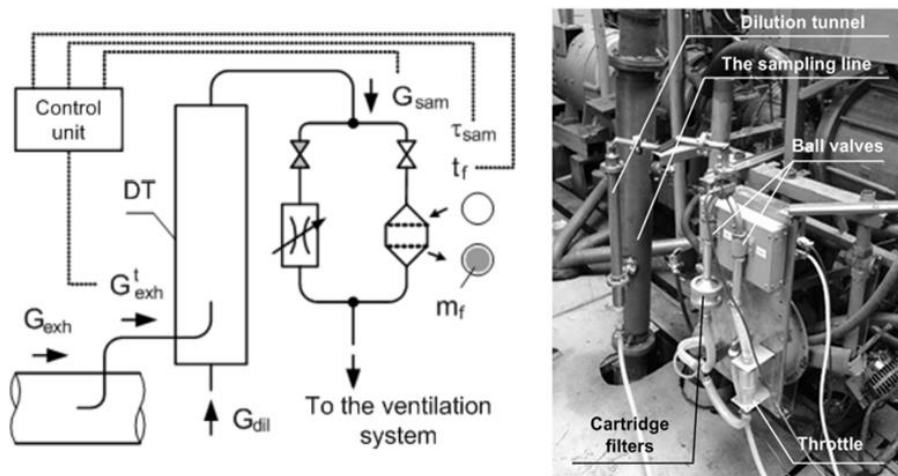 Control
unit
G_sam
τ_sam
t_f
DT
G^t_exh
m_f
G_exh
G_dil
To the ventilation
system
Dilution tunnel
The sampling line
Ball valves
Cartridge
filters
Throttle